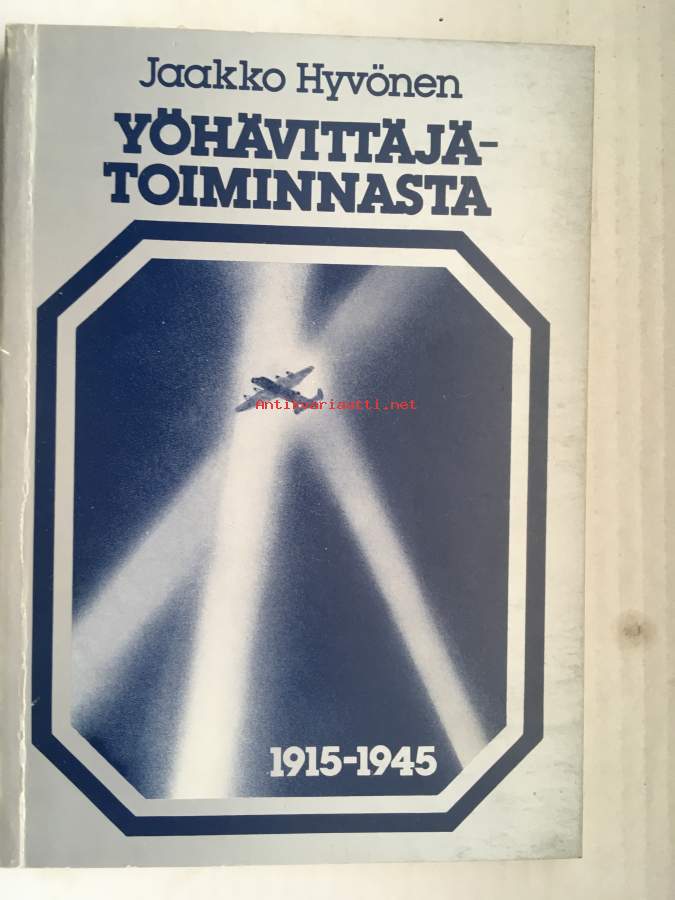 Jaakko Hyvönen
YÖHÄVITTÄJÄ-
TOIMINNASTA
Antikvariaatti.net
1915-1945